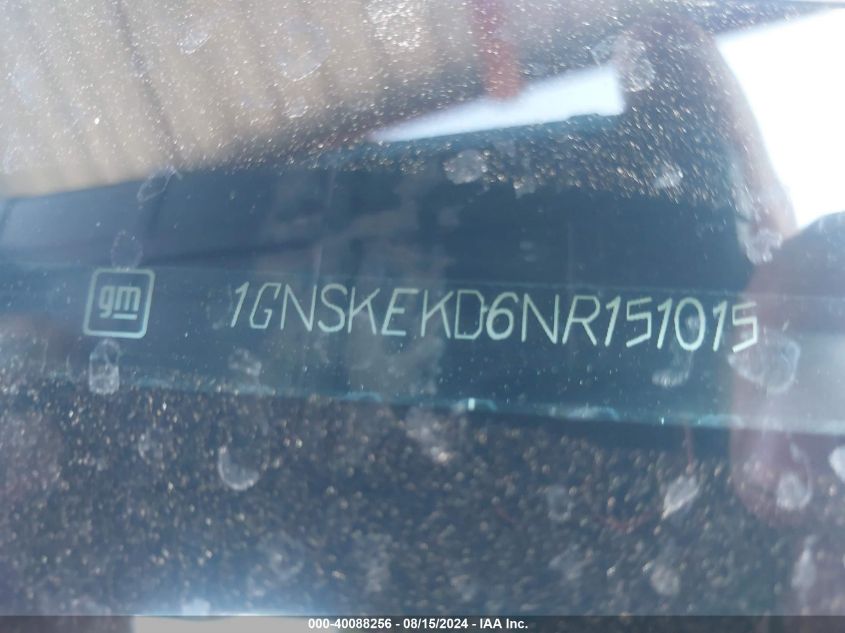 gm 1GNSKEKD6NR151015
000-40088256 - 08/15/2024 - IAA Inc.